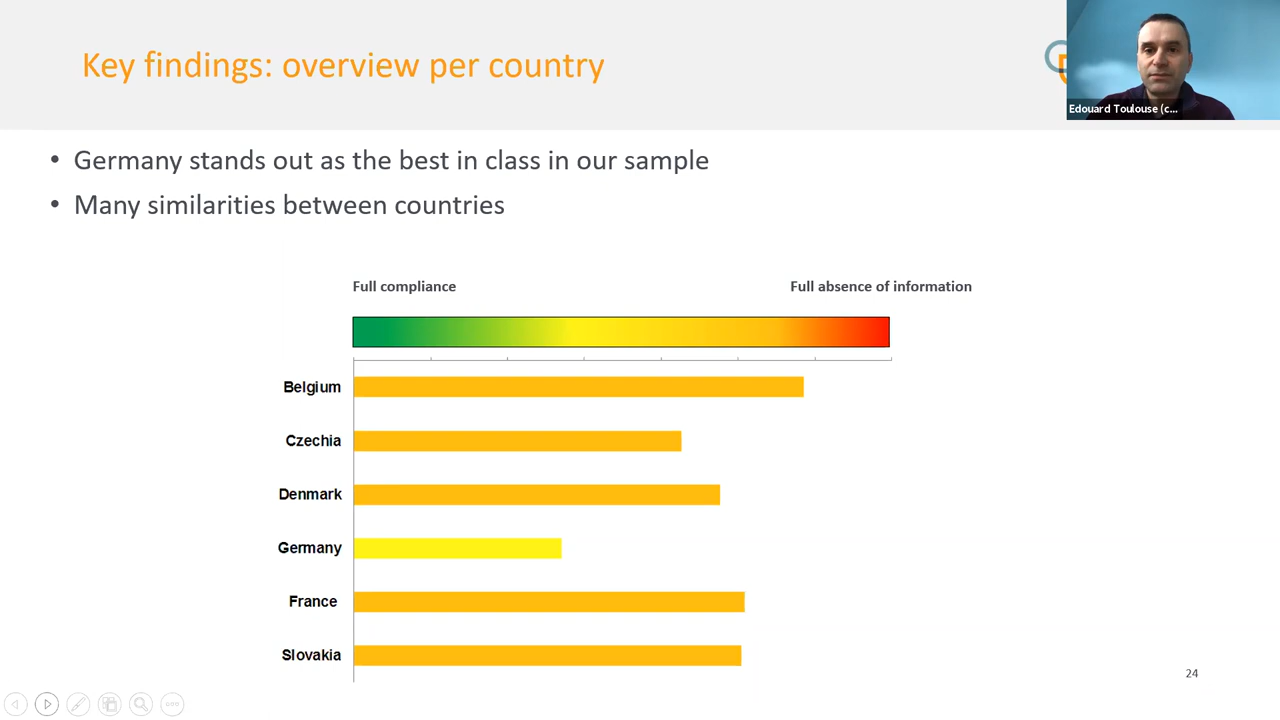 Key findings: overview per country
Edouard Toulouse (c...
• Germany stands out as the best in class in our sample
• Many similarities between countries
Full compliance
Full absence of information
Belgium
Czechia
Denmark
Germany
France
Slovakia
24